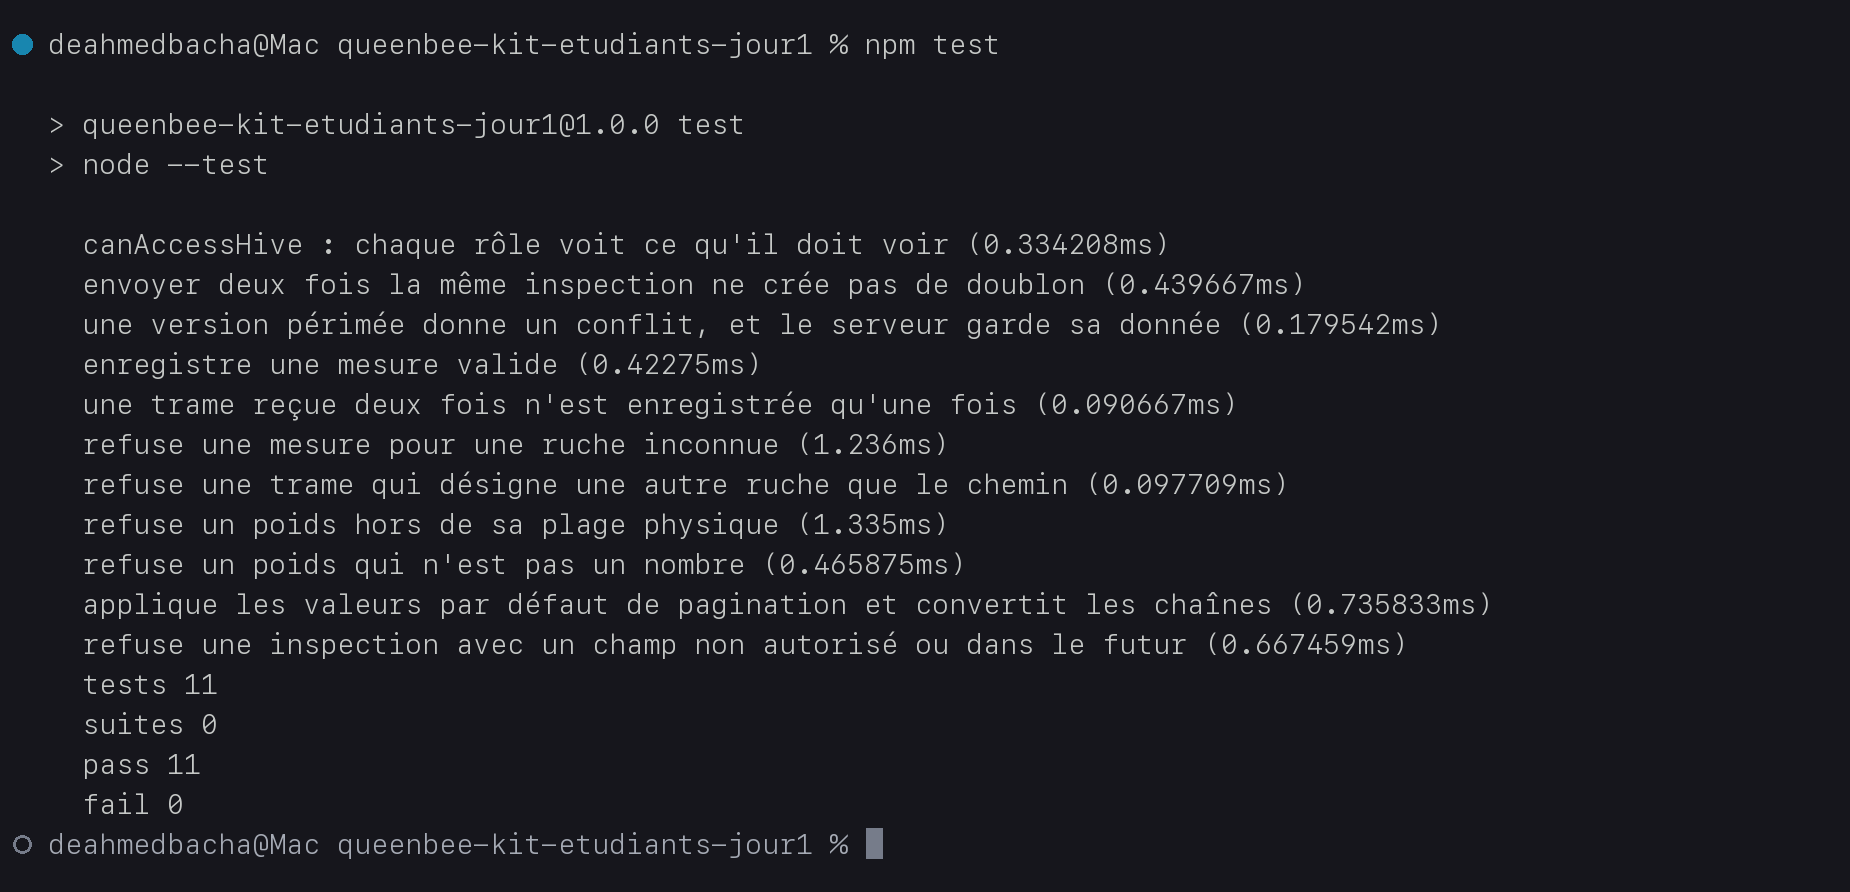 deahmedbacha@Mac queenbee-kit-etudiants-jour1 % npm test
> queenbee-kit-etudiants-jour1@1.0.0 test
> node --test
canAccessHive : chaque rôle voit ce qu'il doit voir (0.334208ms)
envoyer deux fois la même inspection ne crée pas de doublon (0.439667ms)
une version périmée donne un conflit, et le serveur garde sa donnée (0.179542ms)
enregistre une mesure valide (0.42275ms)
une trame reçue deux fois n'est enregistrée qu'une fois (0.090667ms)
refuse une mesure pour une ruche inconnue (1.236ms)
refuse une trame qui désigne une autre ruche que le chemin (0.097709ms)
refuse un poids hors de sa plage physique (1.335ms)
refuse un poids qui n'est pas un nombre (0.465875ms)
applique les valeurs par défaut de pagination et convertit les chaînes (0.735833ms)
refuse une inspection avec un champ non autorisé ou dans le futur (0.667459ms)
tests 11
suites 0
pass 11
fail 0
deahmedbacha@Mac queenbee-kit-etudiants-jour1 %